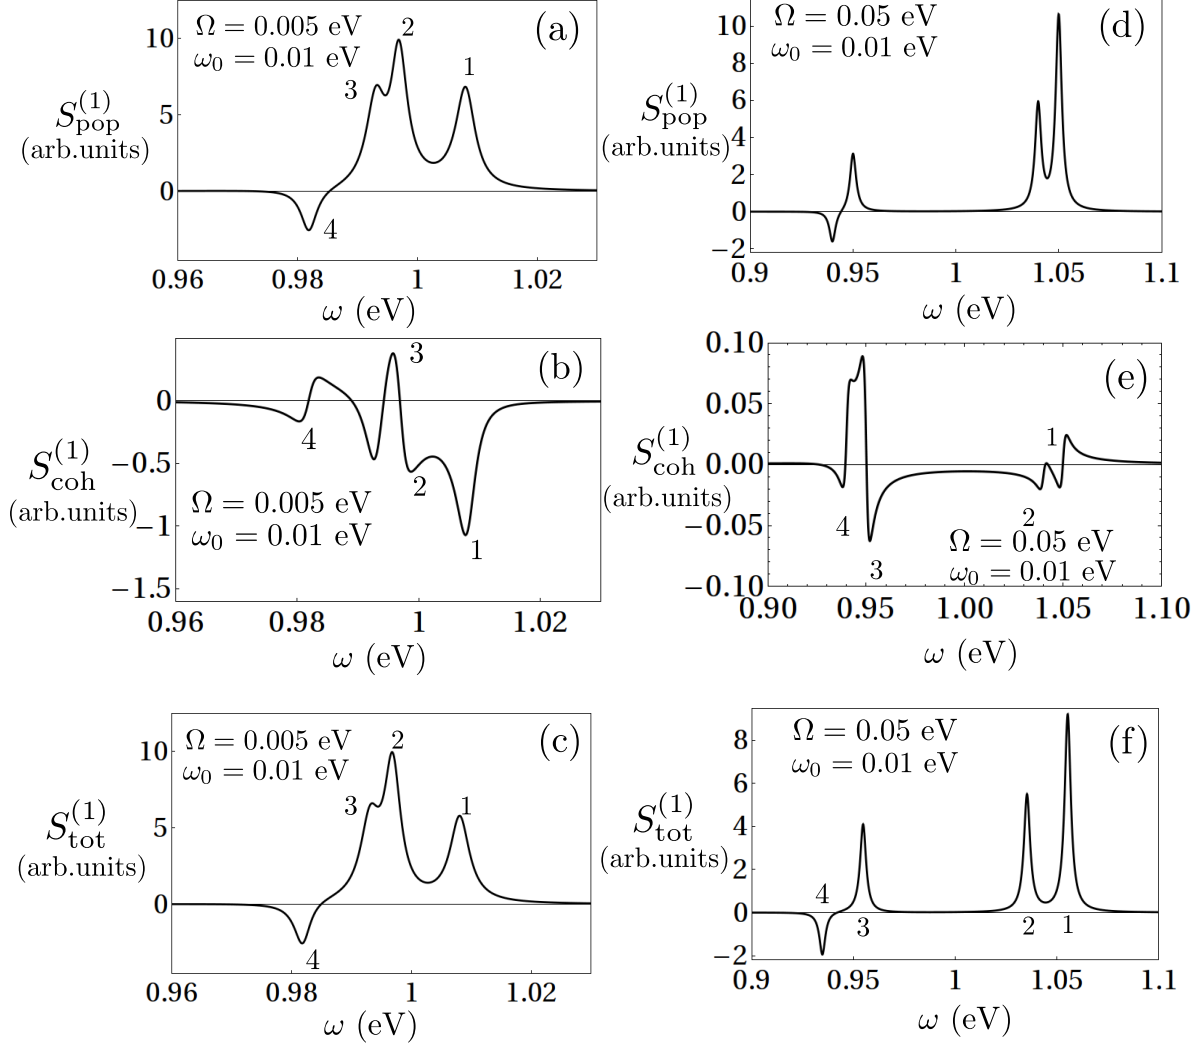 (a)
Ω = 0.005 eV
ω₀ = 0.01 eV
S_pop^(1)
(arb.units)
10
5
0
1
2
3
4
0.96 0.98 1 1.02
ω (eV)
(d)
Ω = 0.05 eV
ω₀ = 0.01 eV
S_pop^(1)
(arb.units)
10
8
6
4
2
0
−2
0.9 0.95 1 1.05 1.1
ω (eV)
(b)
S_coh^(1)
(arb.units)
0
−0.5
−1
−1.5
3
4
2
1
Ω = 0.005 eV
ω₀ = 0.01 eV
0.96 0.98 1 1.02
ω (eV)
(e)
S_coh^(1)
(arb.units)
0.10
0.05
0.00
−0.05
−0.10
1
4
2
3
Ω = 0.05 eV
ω₀ = 0.01 eV
0.90 0.95 1.00 1.05 1.10
ω (eV)
(c)
Ω = 0.005 eV
ω₀ = 0.01 eV
S_tot^(1)
(arb.units)
10
5
0
2
3
1
4
0.96 0.98 1 1.02
ω (eV)
(f)
Ω = 0.05 eV
ω₀ = 0.01 eV
S_tot^(1)
(arb.units)
8
6
4
2
0
−2
4
3
2
1
0.9 0.95 1 1.05 1.1
ω (eV)